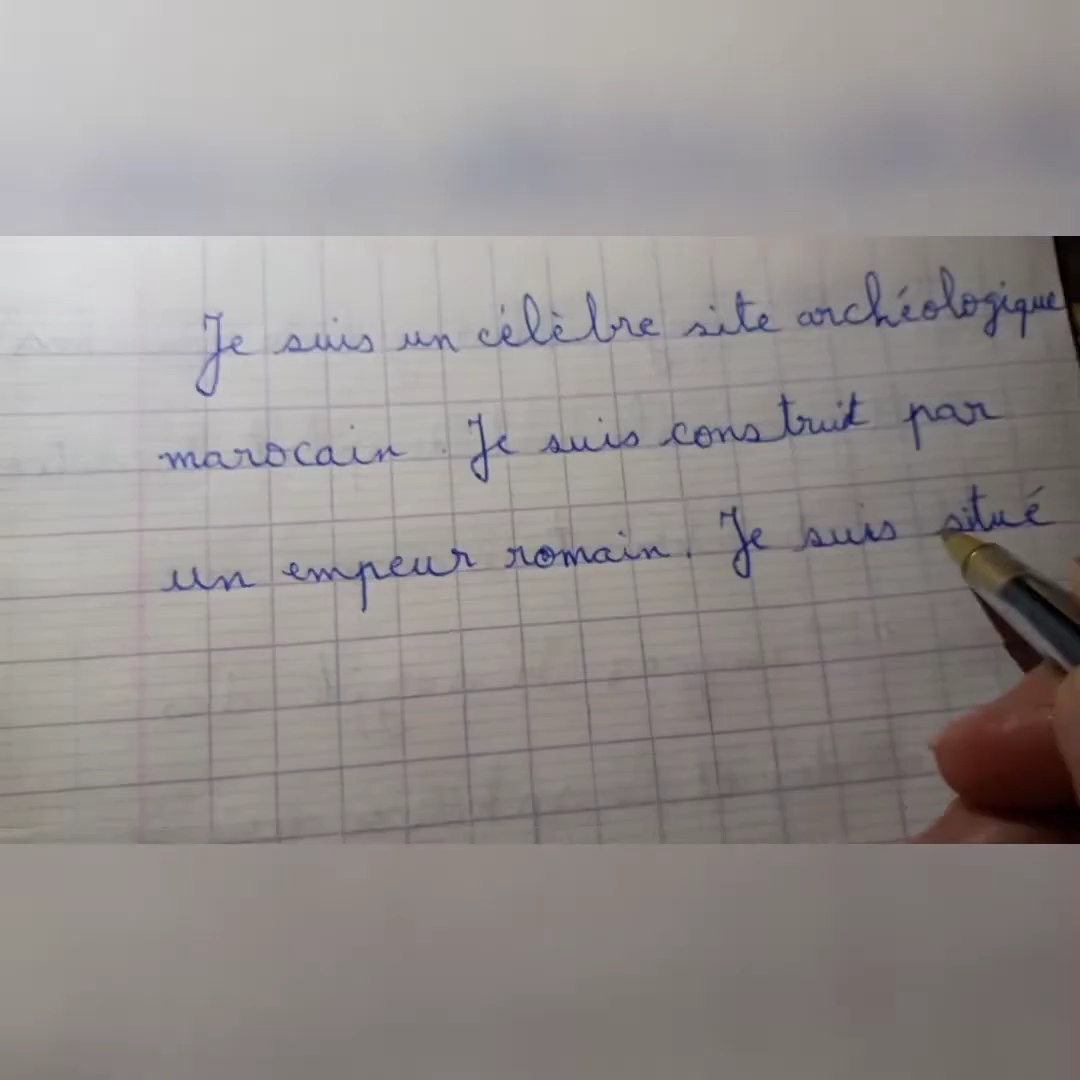 Je suis un célèbre site archéologique
marocain. Je suis construit par
un empeur romain. Je suis situé